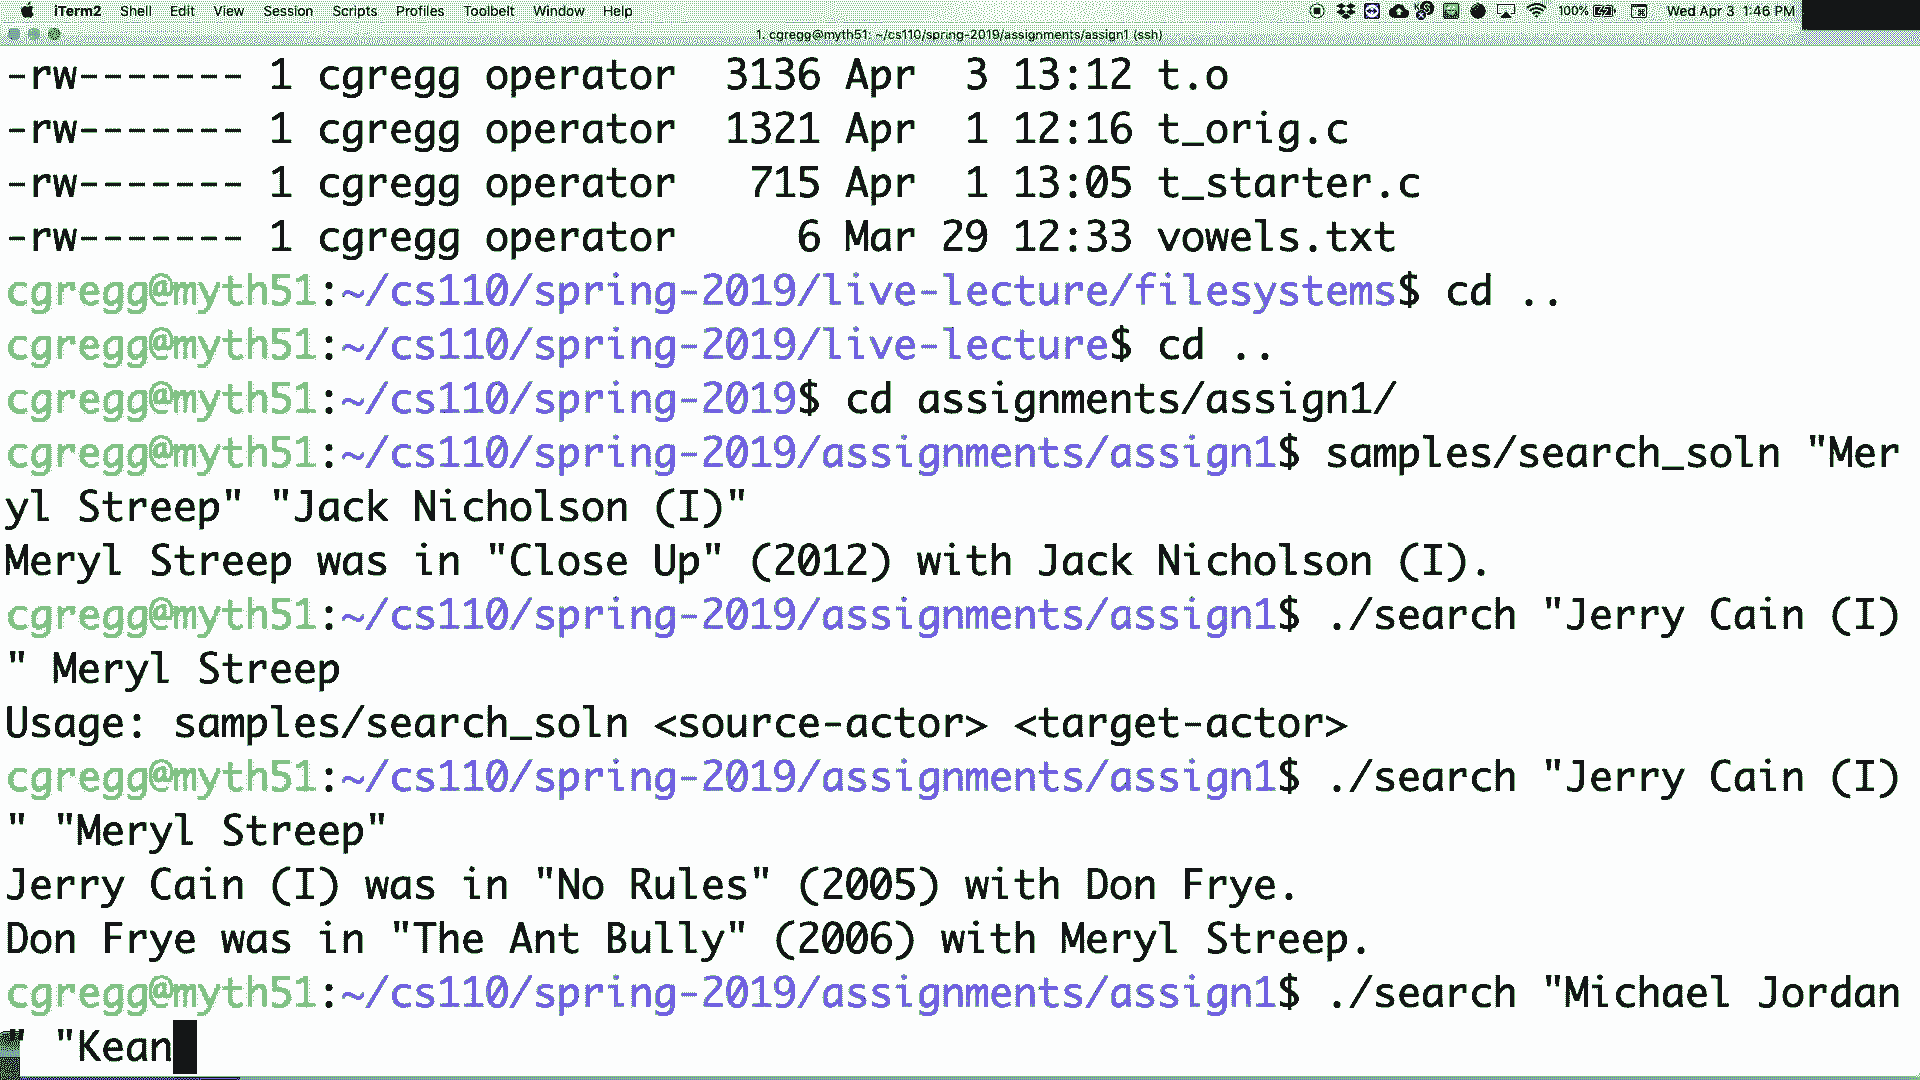 iTerm2 Shell Edit View Session Scripts Profiles Toolbelt Window Help 100% Wed Apr 3 1:46 PM
1. cgregg@myth51: ~/cs110/spring-2019/assignments/assign1 (ssh)
-rw------- 1 cgregg operator 3136 Apr 3 13:12 t.o
-rw------- 1 cgregg operator 1321 Apr 1 12:16 t_orig.c
-rw------- 1 cgregg operator 715 Apr 1 13:05 t_starter.c
-rw------- 1 cgregg operator 6 Mar 29 12:33 vowels.txt
cgregg@myth51:~/cs110/spring-2019/live-lecture/filesystems$ cd ..
cgregg@myth51:~/cs110/spring-2019/live-lecture$ cd ..
cgregg@myth51:~/cs110/spring-2019$ cd assignments/assign1/
cgregg@myth51:~/cs110/spring-2019/assignments/assign1$ samples/search_soln "Mer
yl Streep" "Jack Nicholson (I)"
Meryl Streep was in "Close Up" (2012) with Jack Nicholson (I).
cgregg@myth51:~/cs110/spring-2019/assignments/assign1$ ./search "Jerry Cain (I)
" Meryl Streep
Usage: samples/search_soln <source-actor> <target-actor>
cgregg@myth51:~/cs110/spring-2019/assignments/assign1$ ./search "Jerry Cain (I)
" "Meryl Streep"
Jerry Cain (I) was in "No Rules" (2005) with Don Frye.
Don Frye was in "The Ant Bully" (2006) with Meryl Streep.
cgregg@myth51:~/cs110/spring-2019/assignments/assign1$ ./search "Michael Jordan
" "Kean